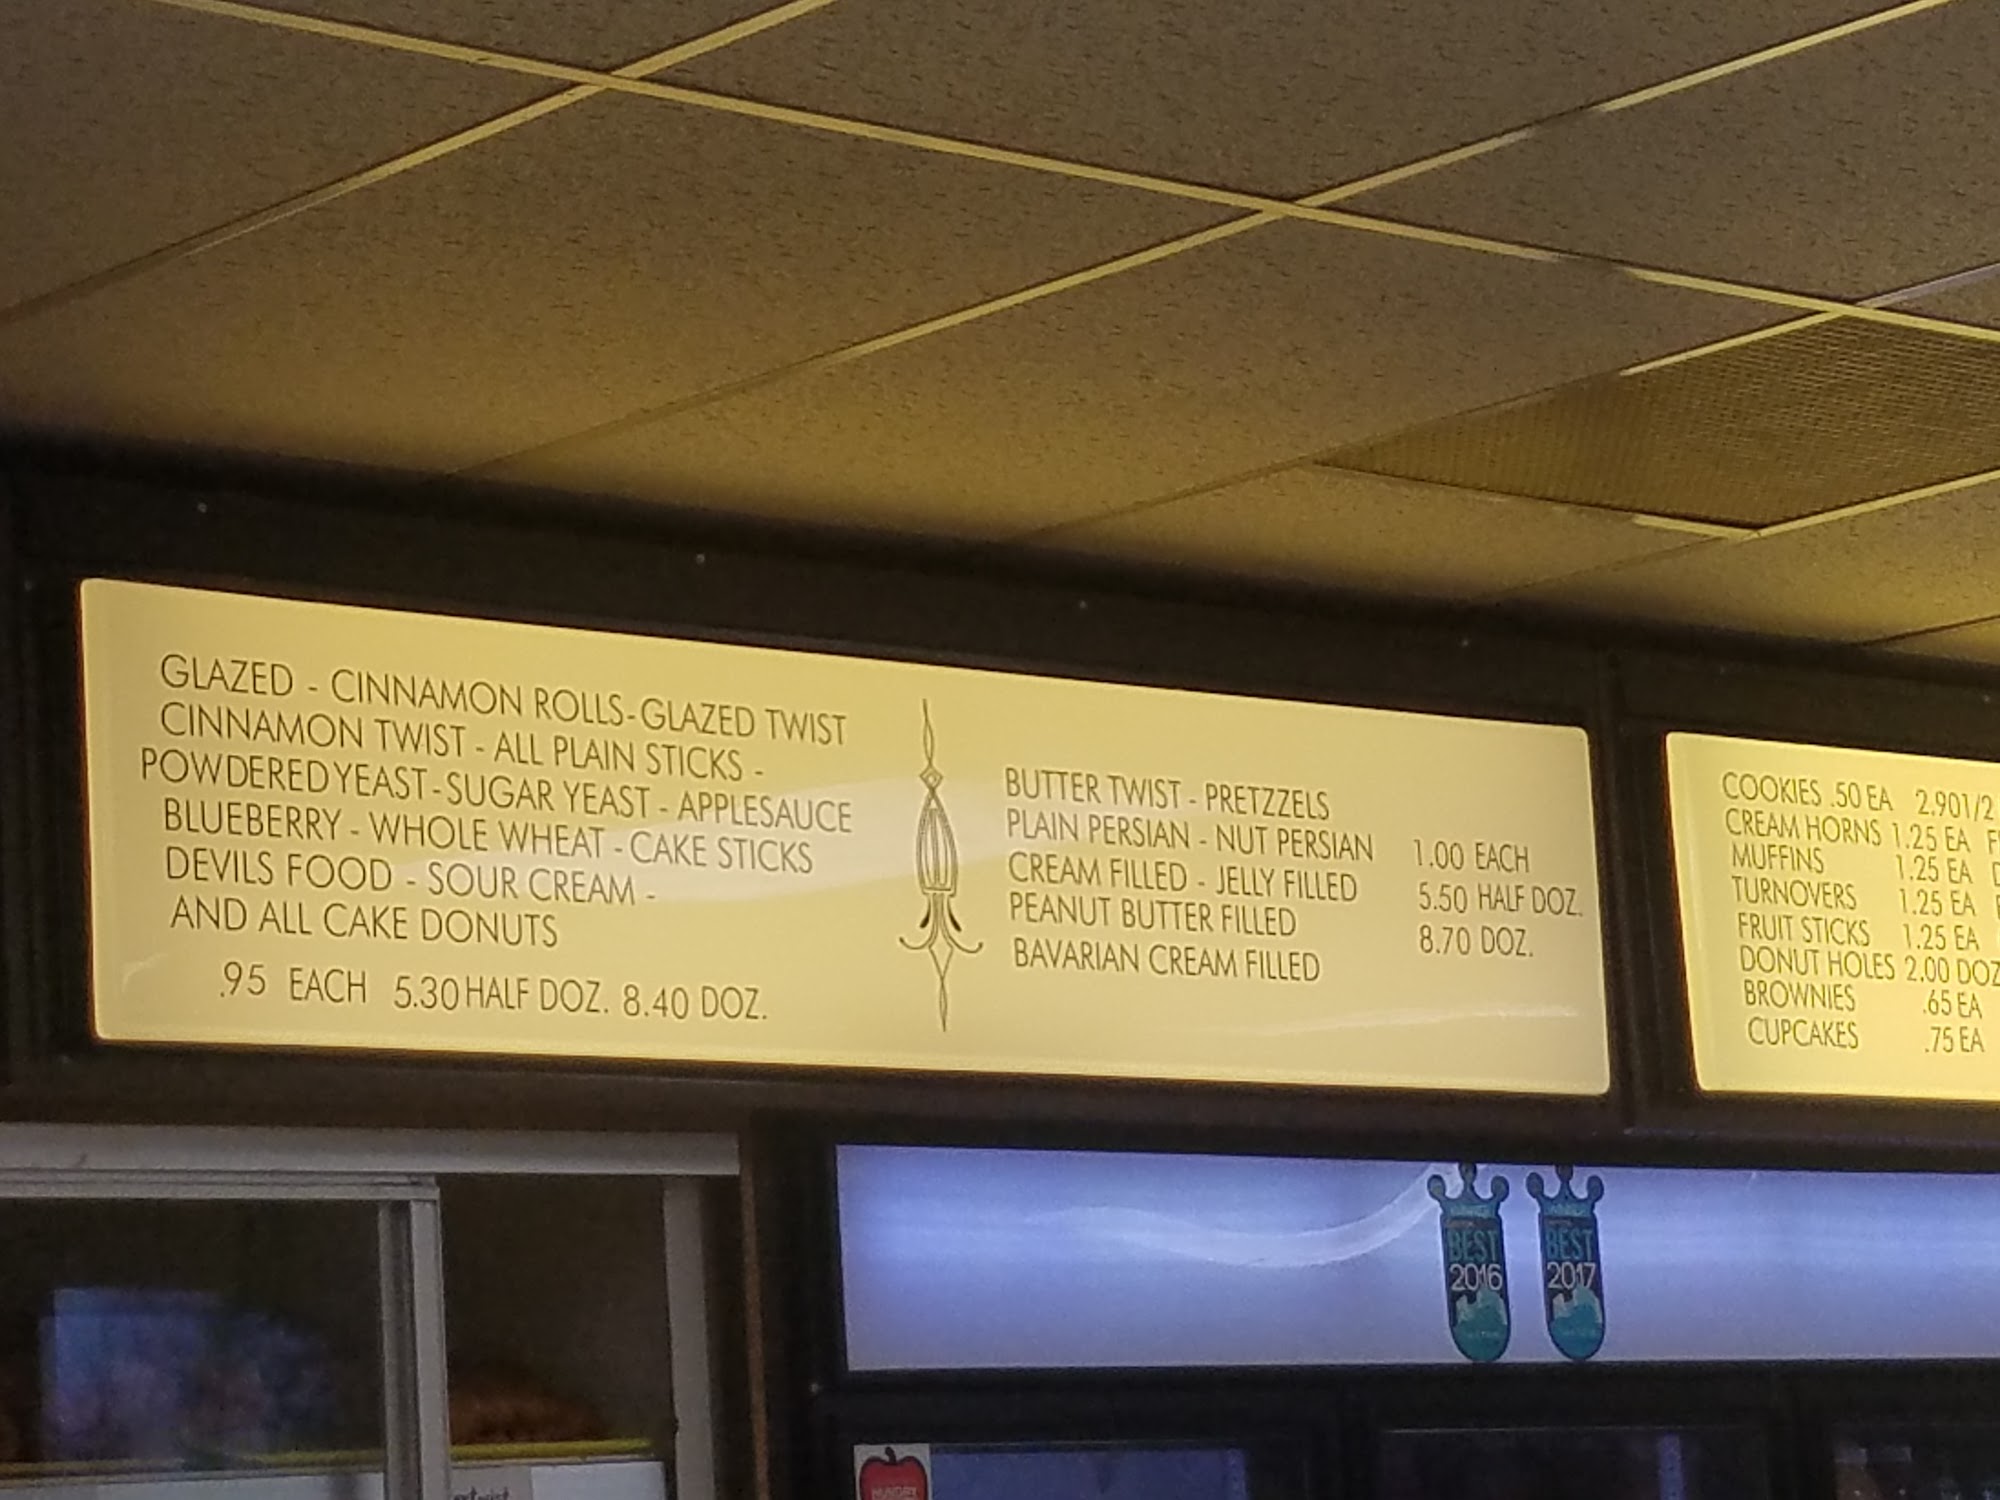 GLAZED - CINNAMON ROLLS-GLAZED TWIST
CINNAMON TWIST - ALL PLAIN STICKS -
POWDERED YEAST-SUGAR YEAST - APPLESAUCE
BLUEBERRY - WHOLE WHEAT - CAKE STICKS
DEVILS FOOD - SOUR CREAM -
AND ALL CAKE DONUTS
.95 EACH 5.30 HALF DOZ. 8.40 DOZ.
BUTTER TWIST - PRETZZELS
PLAIN PERSIAN - NUT PERSIAN 1.00 EACH
CREAM FILLED - JELLY FILLED 5.50 HALF DOZ.
PEANUT BUTTER FILLED 8.70 DOZ.
BAVARIAN CREAM FILLED
COOKIES .50 EA 2.901/2
CREAM HORNS 1.25 EA
MUFFINS 1.25 EA
TURNOVERS 1.25 EA
FRUIT STICKS 1.25 EA
DONUT HOLES 2.00 DOZ
BROWNIES .65 EA
CUPCAKES .75 EA
BEST
2016
BEST
2017
HUNGRY